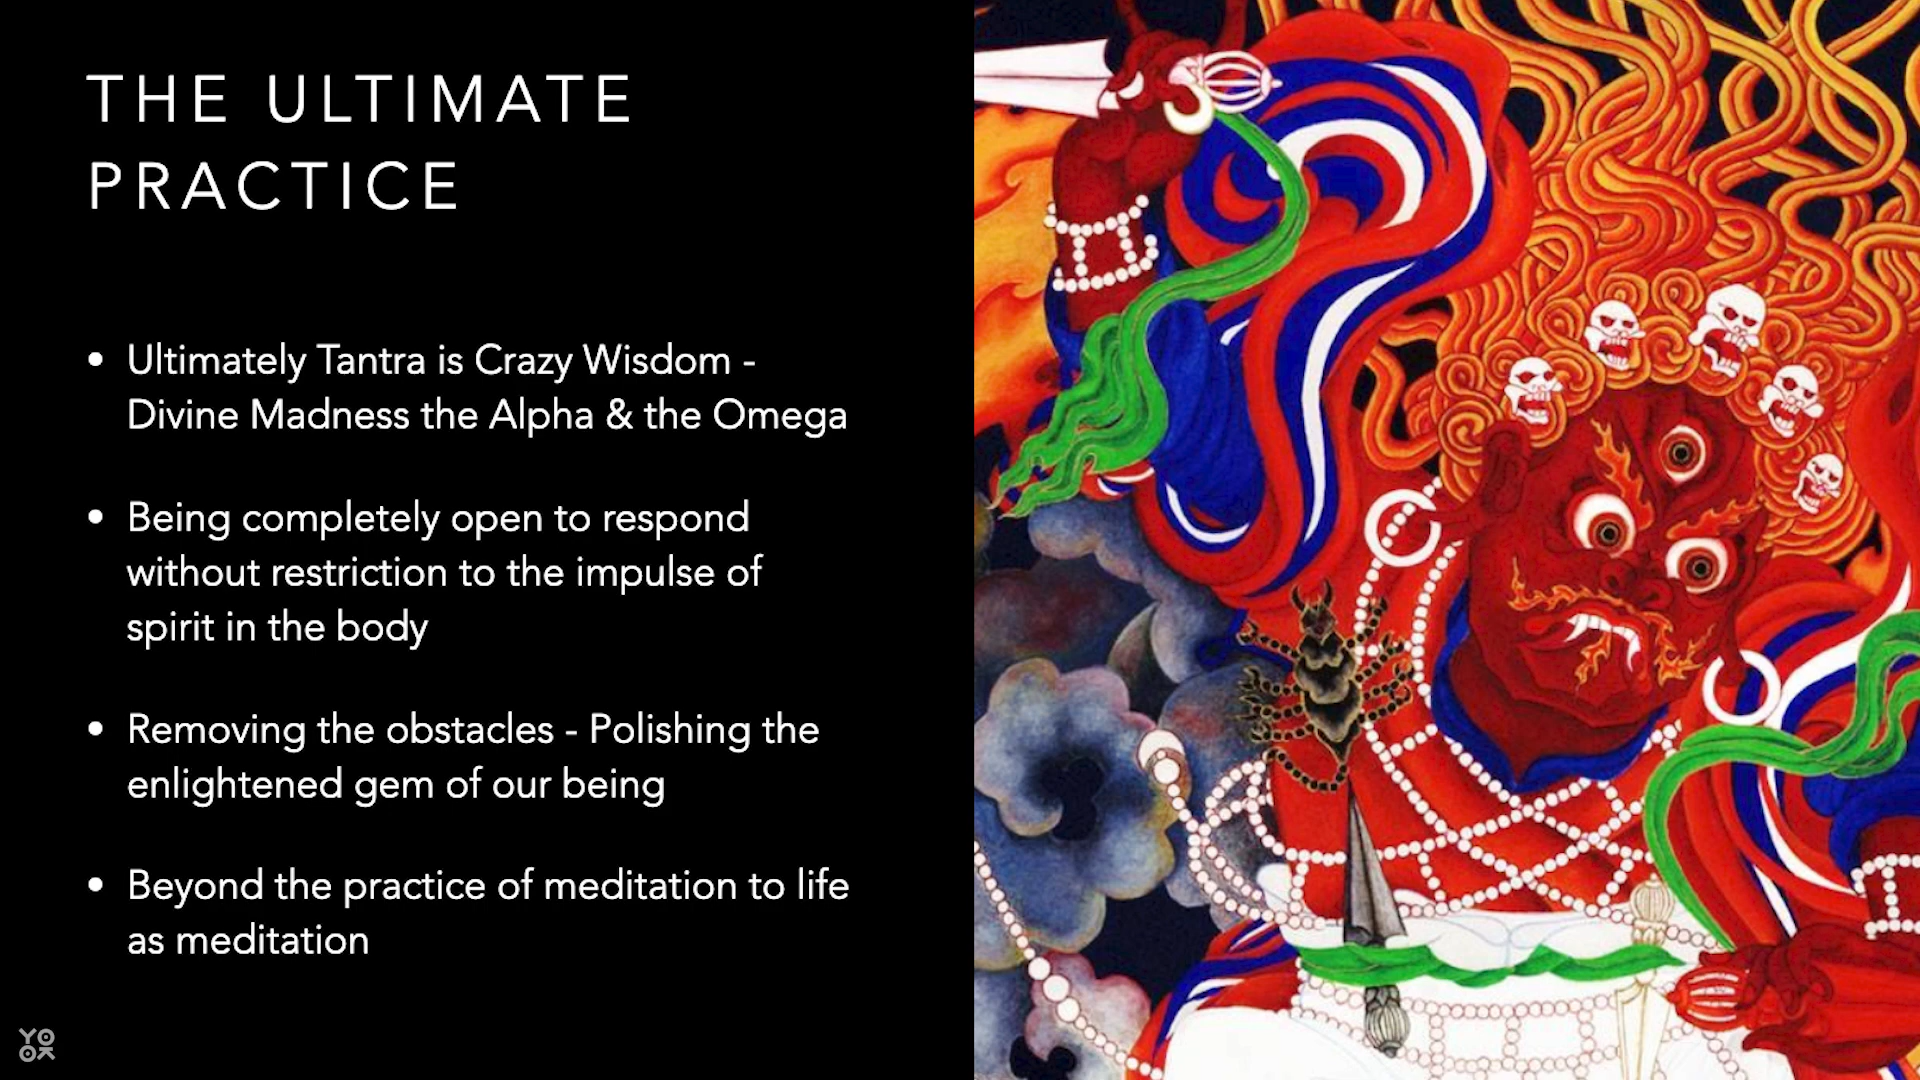 THE ULTIMATE
PRACTICE
• Ultimately Tantra is Crazy Wisdom -
Divine Madness the Alpha & the Omega
• Being completely open to respond
without restriction to the impulse of
spirit in the body
• Removing the obstacles - Polishing the
enlightened gem of our being
• Beyond the practice of meditation to life
as meditation
YO
OK